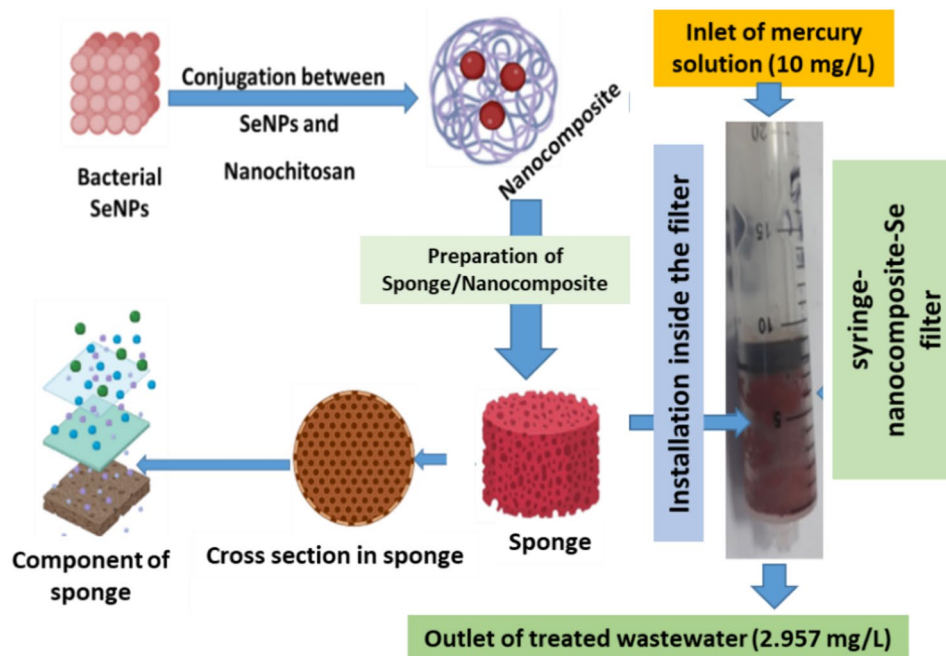 Conjugation between
SeNPs and
Nanochitosan
Bacterial
SeNPs
Nanocomposite
Preparation of
Sponge/Nanocomposite
Sponge
Cross section in sponge
Component of
sponge
Inlet of mercury
solution (10 mg/L)
Installation inside the filter
20
15
10
5
syringe-
nanocomposite-Se
filter
Outlet of treated wastewater (2.957 mg/L)